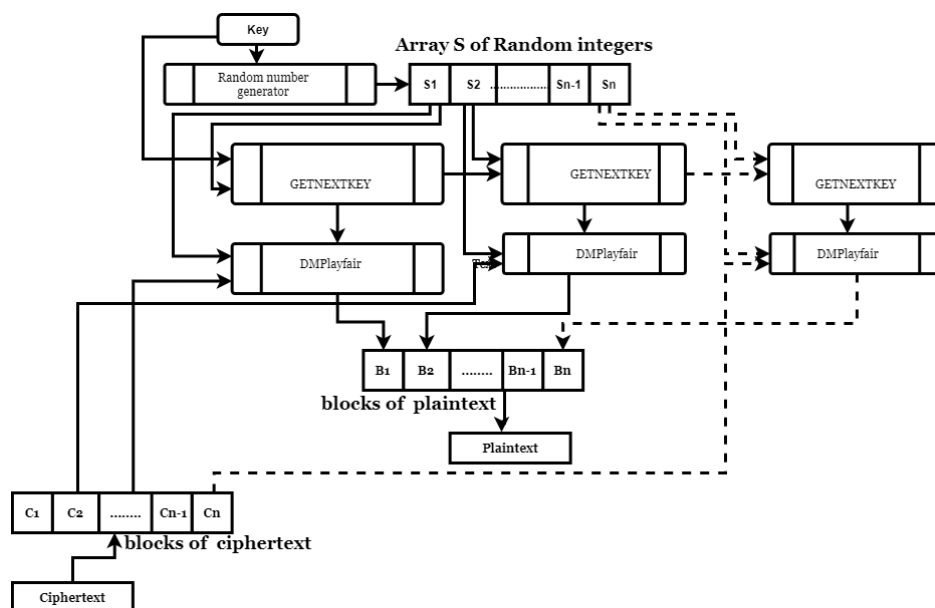 Key
Array S of Random integers
Random number
generator
S1 S2 ................. Sn-1 Sn
GETNEXTKEY GETNEXTKEY GETNEXTKEY
DMPlayfair DMPlayfair DMPlayfair
B1 B2 ........ Bn-1 Bn
blocks of plaintext
Plaintext
C1 C2 ........ Cn-1 Cn
blocks of ciphertext
Ciphertext